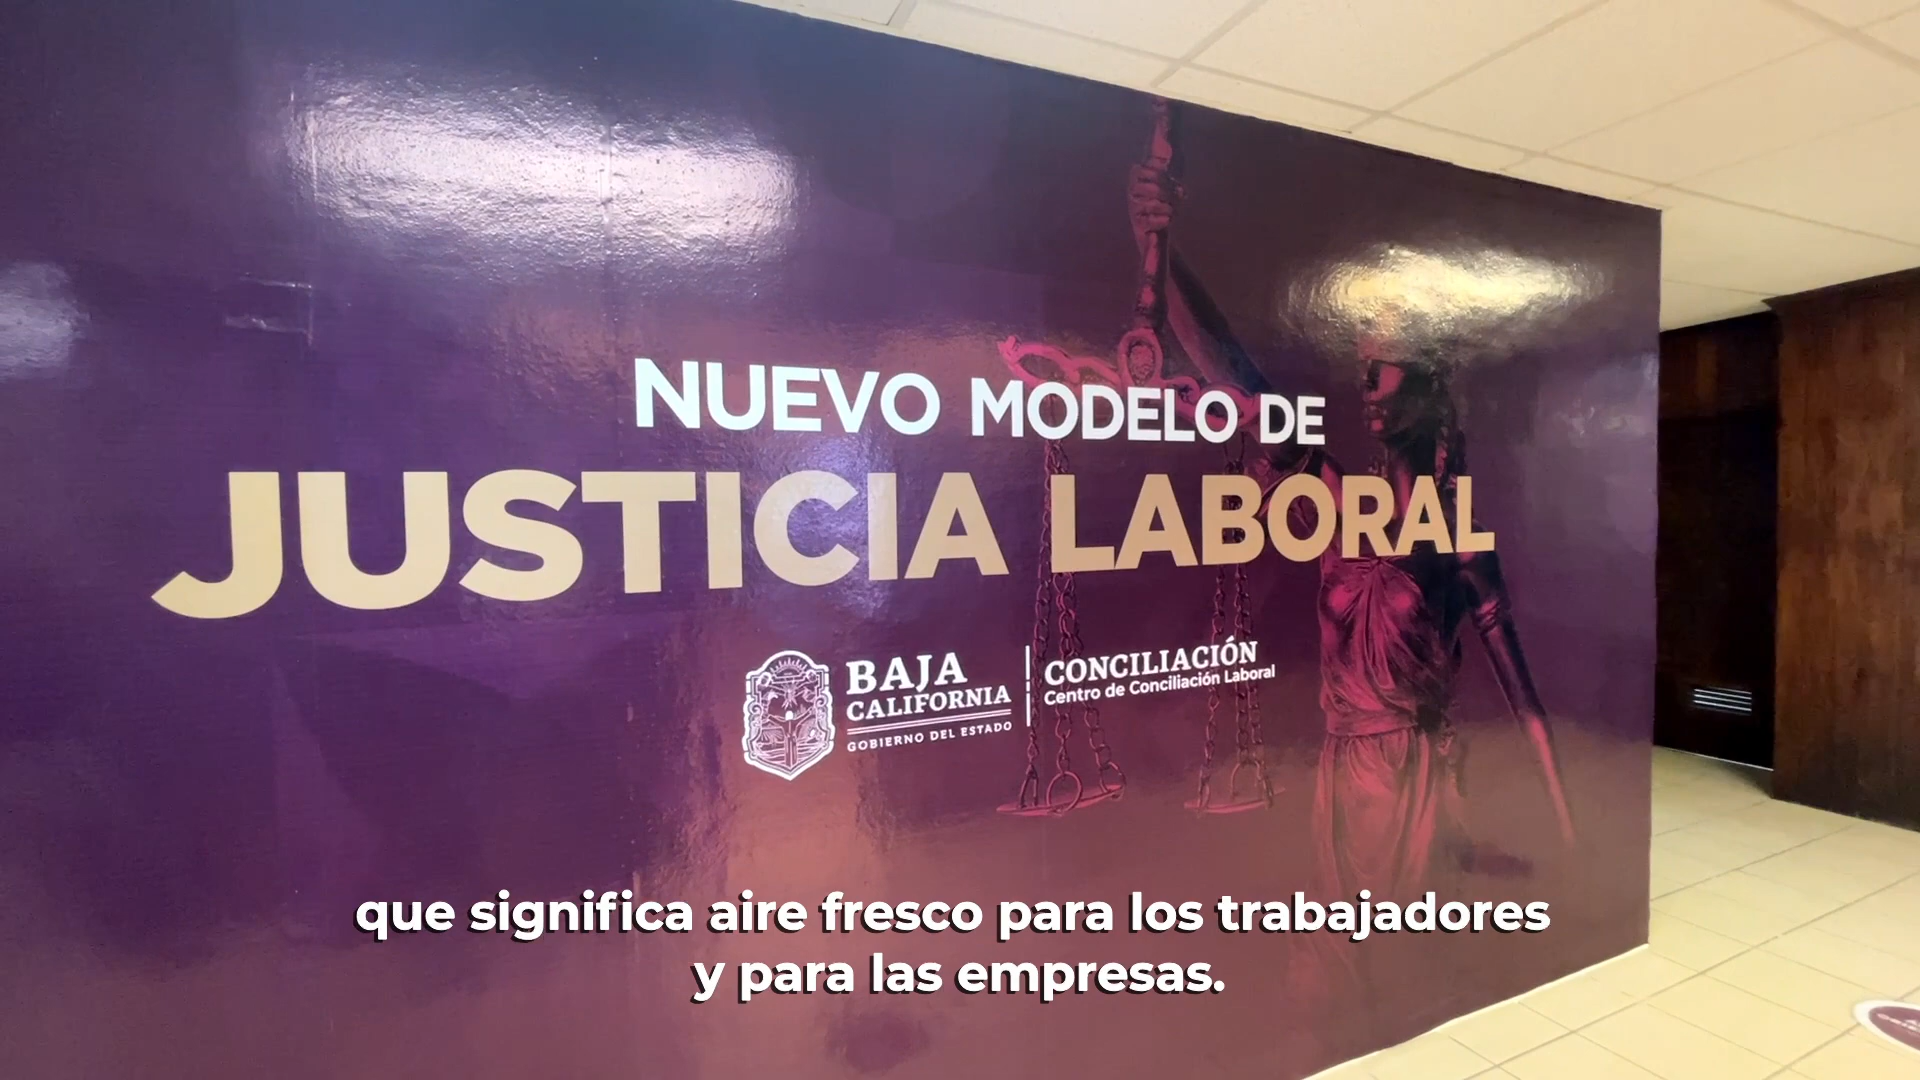 NUEVO MODELO DE
JUSTICIA LABORAL
BAJA
CALIFORNIA
GOBIERNO DEL ESTADO
CONCILIACIÓN
Centro de Conciliación Laboral
que significa aire fresco para los trabajadores
y para las empresas.